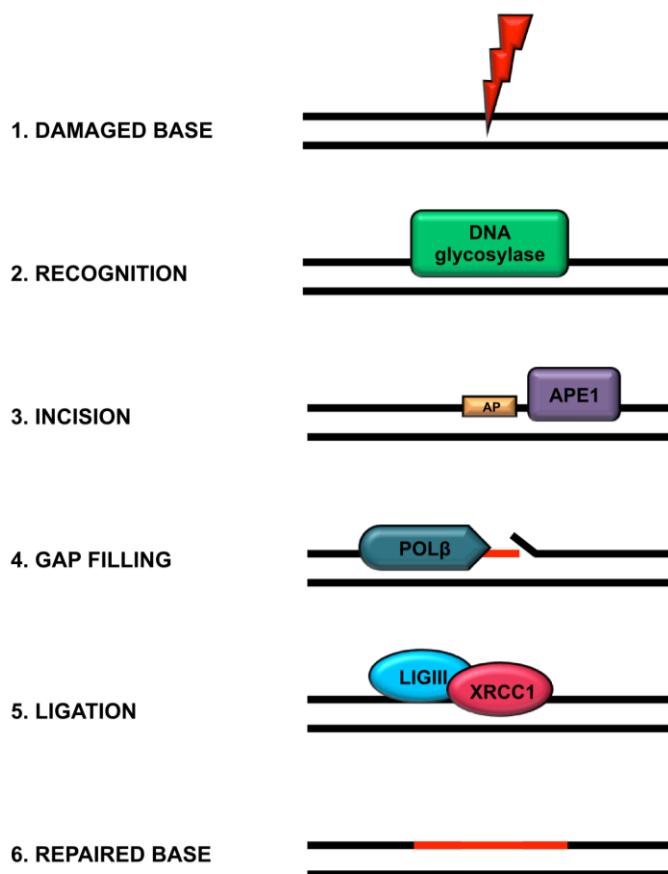 1. DAMAGED BASE
DNA
glycosylase
2. RECOGNITION
AP
APE1
3. INCISION
POLβ
4. GAP FILLING
LIGIII
XRCC1
5. LIGATION
6. REPAIRED BASE